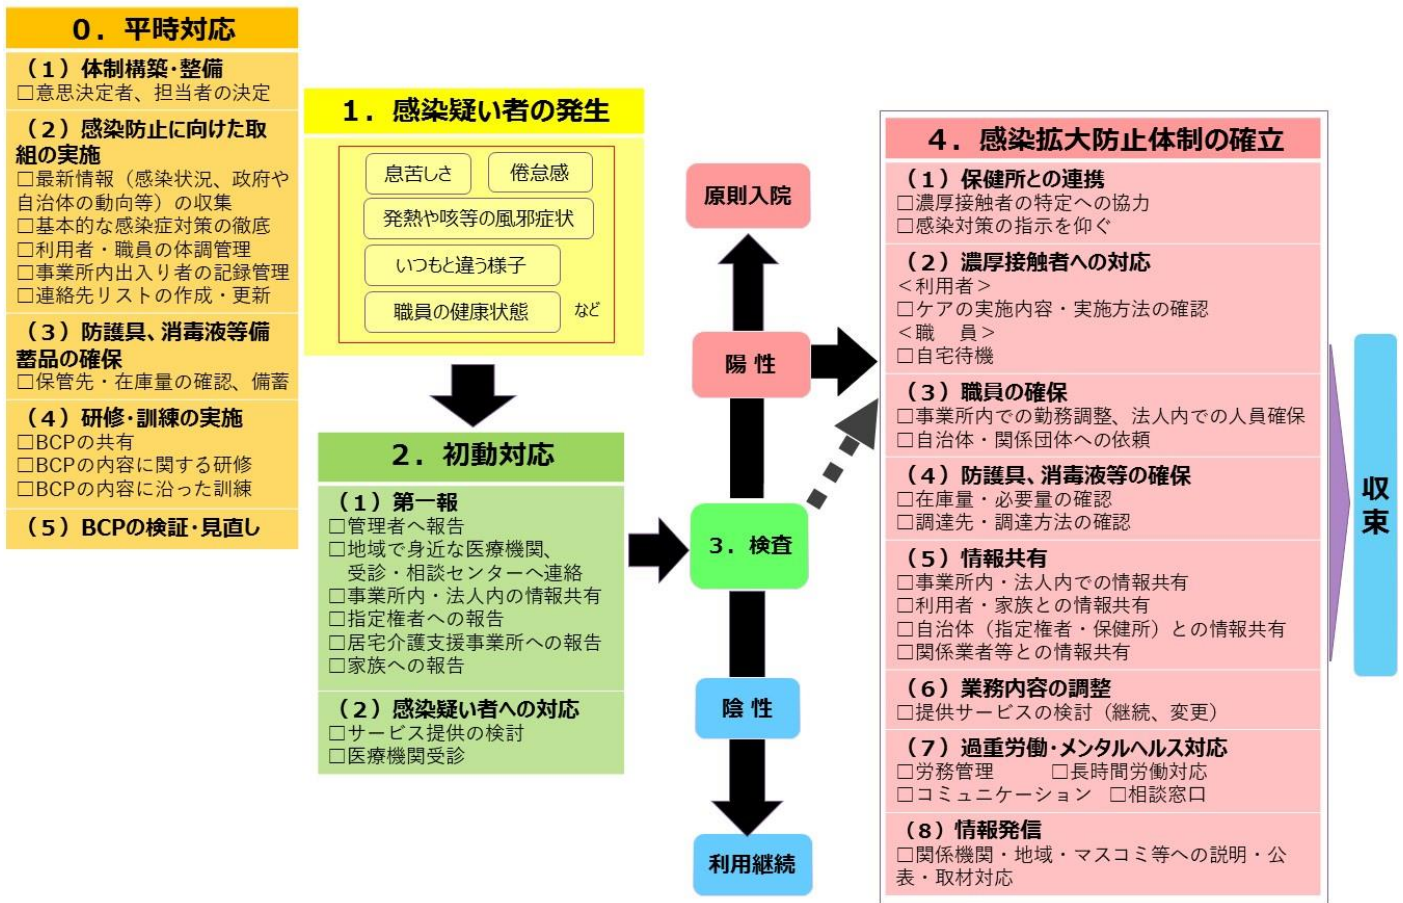 0．平時対応
（1）体制構築・整備
□意思決定者、担当者の決定
（2）感染防止に向けた取
組の実施
□最新情報（感染状況、政府や
自治体の動向等）の収集
□基本的な感染症対策の徹底
□利用者・職員の体調管理
□事業所内出入り者の記録管理
□連絡先リストの作成・更新
（3）防護具、消毒液等備
蓄品の確保
□保管先・在庫量の確認、備蓄
（4）研修・訓練の実施
□BCPの共有
□BCPの内容に関する研修
□BCPの内容に沿った訓練
（5）BCPの検証・見直し
1．感染疑い者の発生
息苦しさ
倦怠感
発熱や咳等の風邪症状
いつもと違う様子
職員の健康状態
など
2．初動対応
（1）第一報
□管理者へ報告
□地域で身近な医療機関、
受診・相談センターへ連絡
□事業所内・法人内の情報共有
□指定権者への報告
□居宅介護支援事業所への報告
□家族への報告
（2）感染疑い者への対応
□サービス提供の検討
□医療機関受診
原則入院
陽 性
3．検査
陰 性
利用継続
4．感染拡大防止体制の確立
（1）保健所との連携
□濃厚接触者の特定への協力
□感染対策の指示を仰ぐ
（2）濃厚接触者への対応
＜利用者＞
□ケアの実施内容・実施方法の確認
＜職　員＞
□自宅待機
（3）職員の確保
□事業所内での勤務調整、法人内での人員確保
□自治体・関係団体への依頼
（4）防護具、消毒液等の確保
□在庫量・必要量の確認
□調達先・調達方法の確認
（5）情報共有
□事業所内・法人内での情報共有
□利用者・家族との情報共有
□自治体（指定権者・保健所）との情報共有
□関係業者等との情報共有
（6）業務内容の調整
□提供サービスの検討（継続、変更）
（7）過重労働・メンタルヘルス対応
□労務管理　□長時間労働対応
□コミュニケーション　□相談窓口
（8）情報発信
□関係機関・地域・マスコミ等への説明・公
表・取材対応
収束